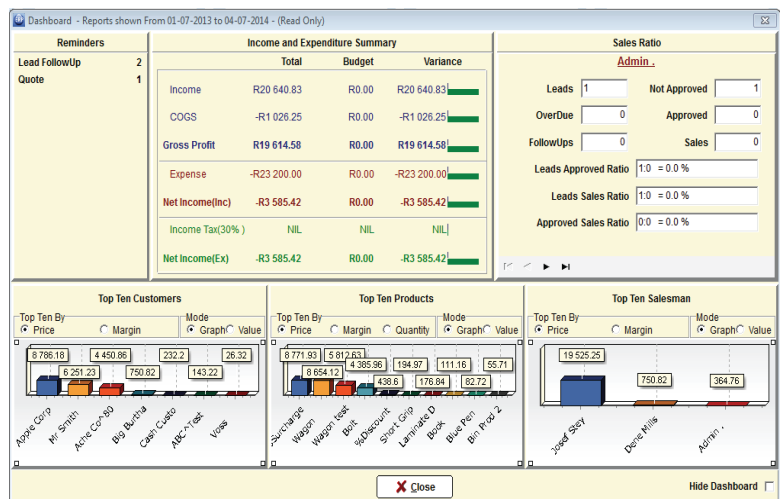 Dashboard - Reports shown From 01-07-2013 to 04-07-2014 - (Read Only)
Reminders
Lead FollowUp 2
Quote 1
Income and Expenditure Summary
Total Budget Variance
Income R20 640.83 R0.00 R20 640.83
COGS -R1 026.25 R0.00 -R1 026.25
Gross Profit R19 614.58 R0.00 R19 614.58
Expense -R23 200.00 R0.00 -R23 200.00
Net Income(Inc) -R3 585.42 R0.00 -R3 585.42
Income Tax(30% ) NIL NIL NIL
Net Income(Ex) -R3 585.42 R0.00 -R3 585.42
Sales Ratio
Admin .
Leads 1 Not Approved 1
OverDue 0 Approved 0
FollowUps 0 Sales 0
Leads Approved Ratio 1:0 = 0.0 %
Leads Sales Ratio 1:0 = 0.0 %
Approved Sales Ratio 0:0 = 0.0 %
Top Ten Customers
Top Ten By Mode
Price Margin Graph Value
8 786.18 4 450.86 232.2 26.32
6 251.23 750.82 143.22
Apple Corp Mr Smith Ache Co^80 Big Burtha Cash Custo ABC^Test Voss
Top Ten Products
Top Ten By Mode
Price Margin Quantity Graph Value
8 771.93 5 812.63 194.97 111.16 55.71
8 654.12 4 385.96 438.6 176.84 82.72
Surcharge Wagon Wagon test Bolt %Discount Short Grip Laminate D Book Blue Pen Bin Prod 2
Top Ten Salesman
Top Ten By Mode
Price Margin Graph Value
19 525.25 750.82 364.76
Josef Stey Dene Mills Admin .
Close
Hide Dashboard